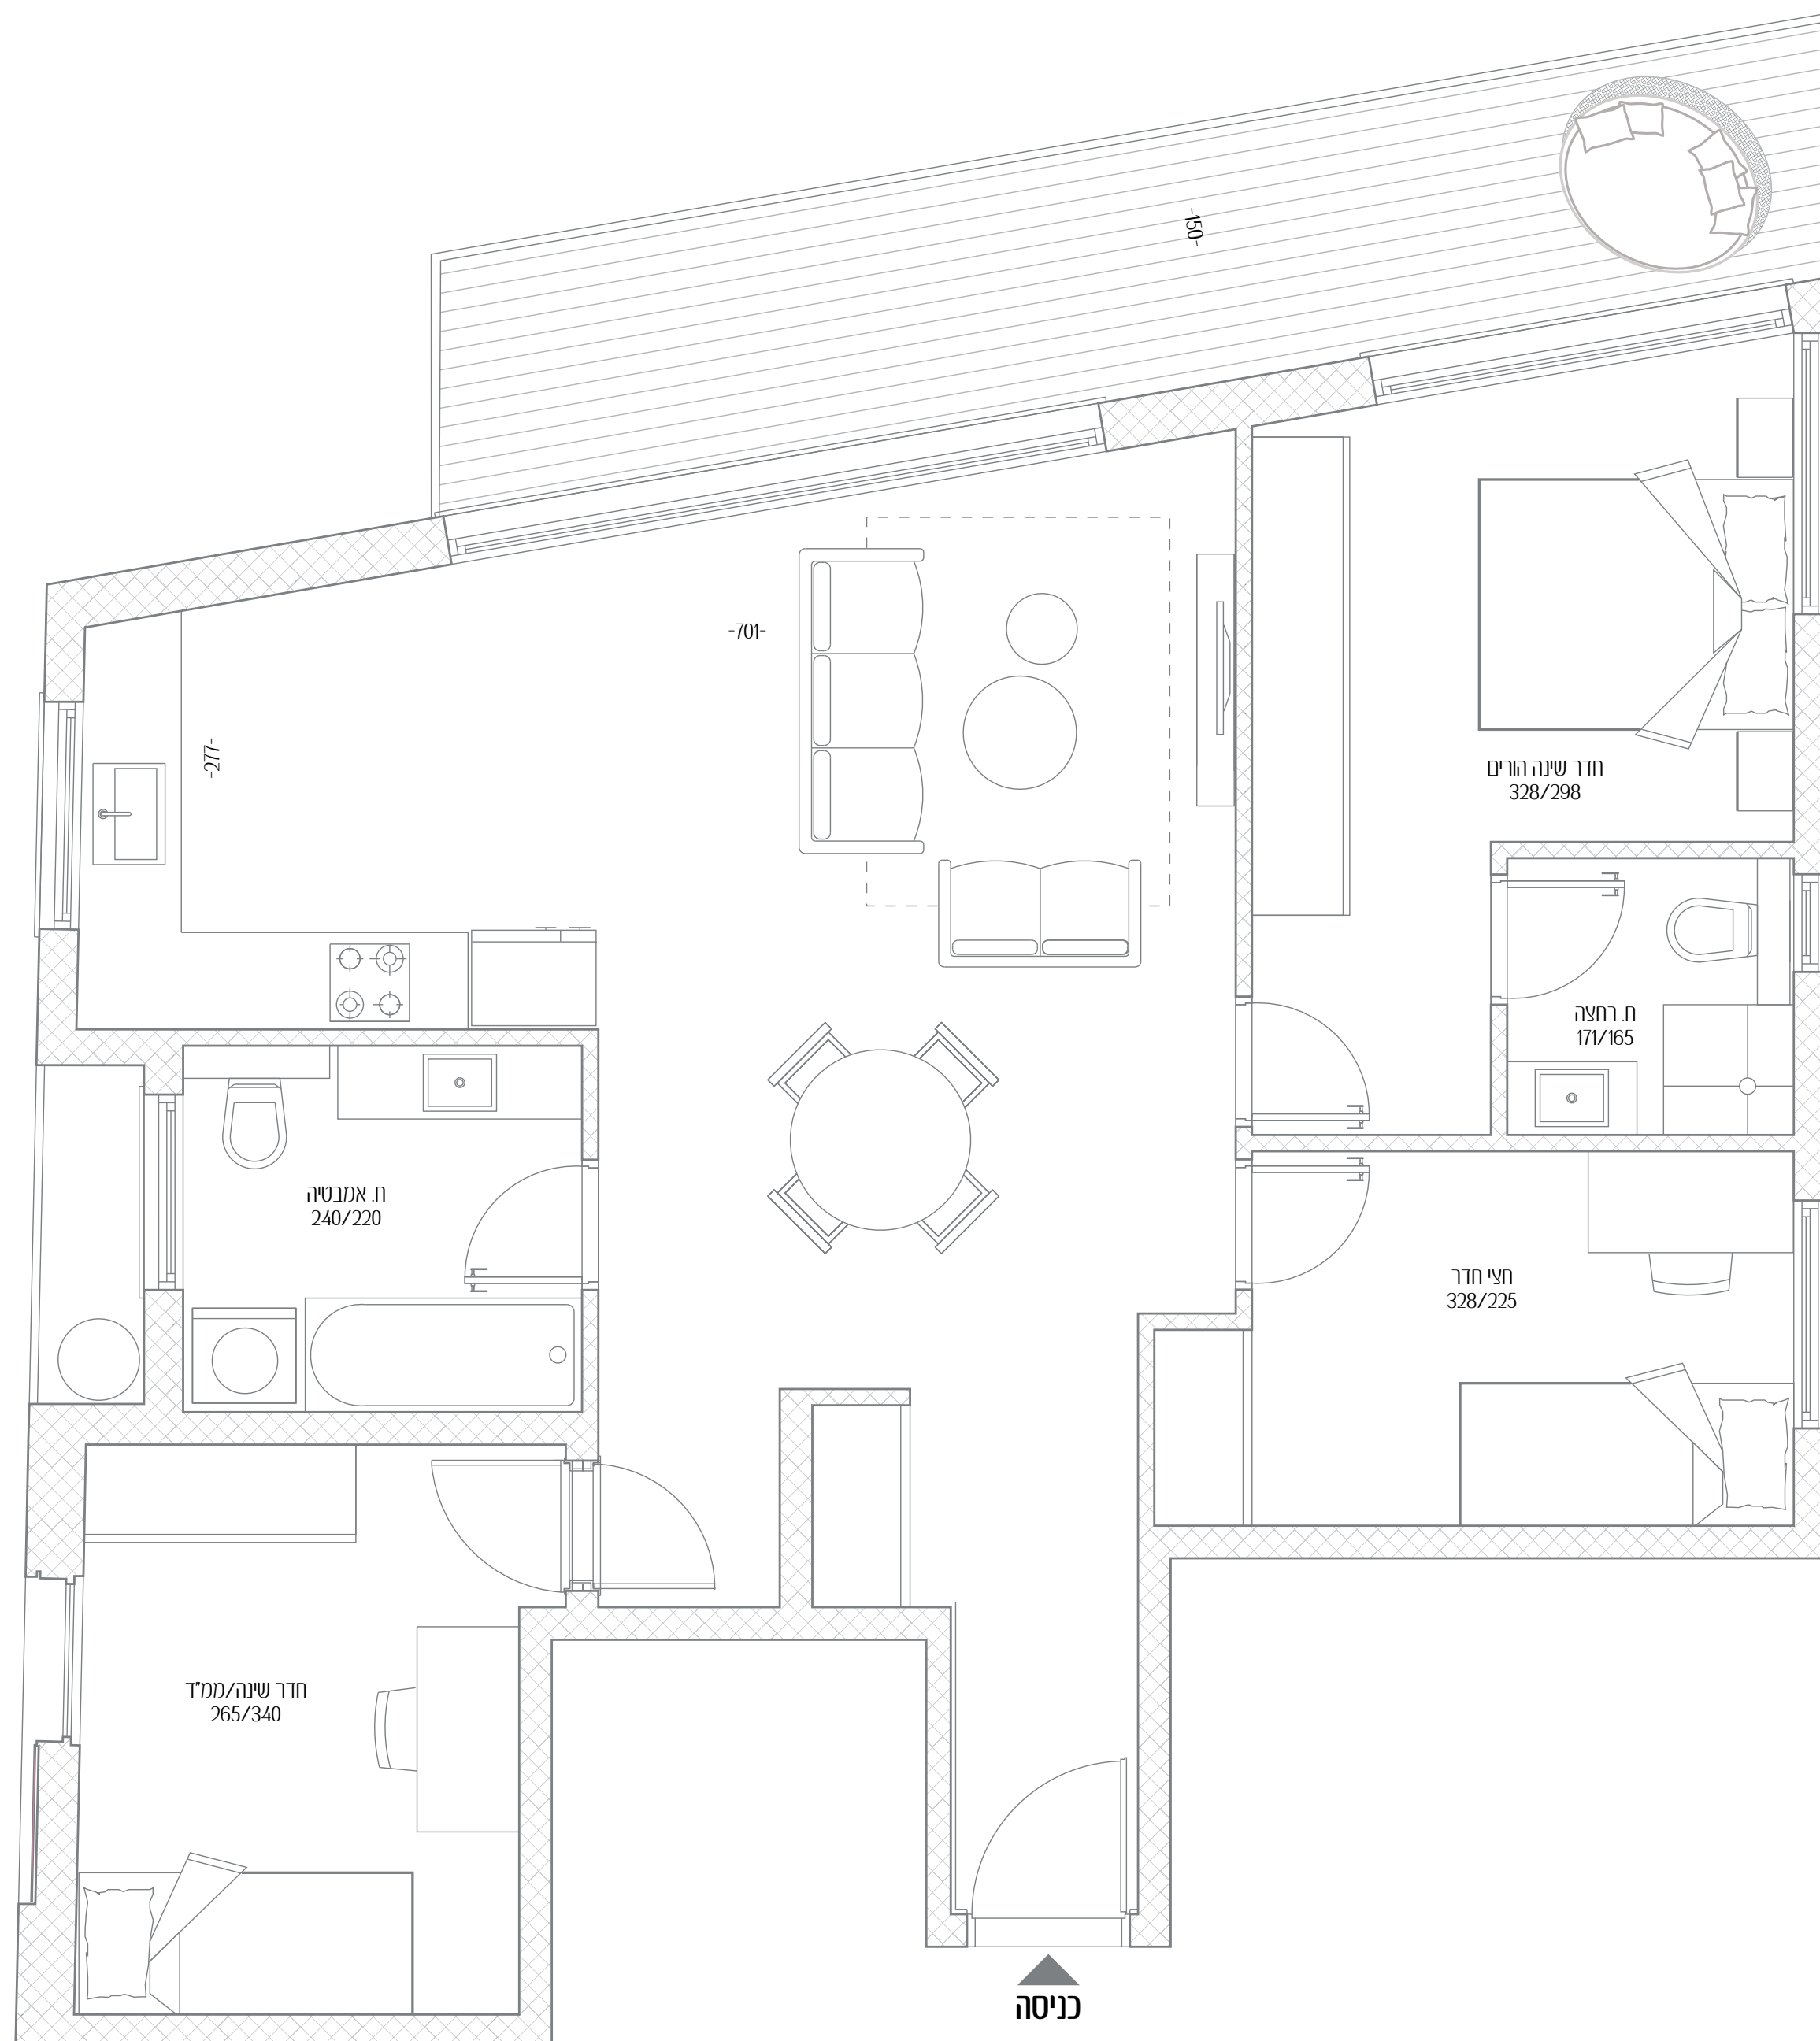 -150-
-701-
-277-
חדר שינה הורים
328/298
ח. רחצה
171/165
ח. אמבטיה
240/220
חצי חדר
328/225
חדר שינה/ממ"ד
265/340
כניסה